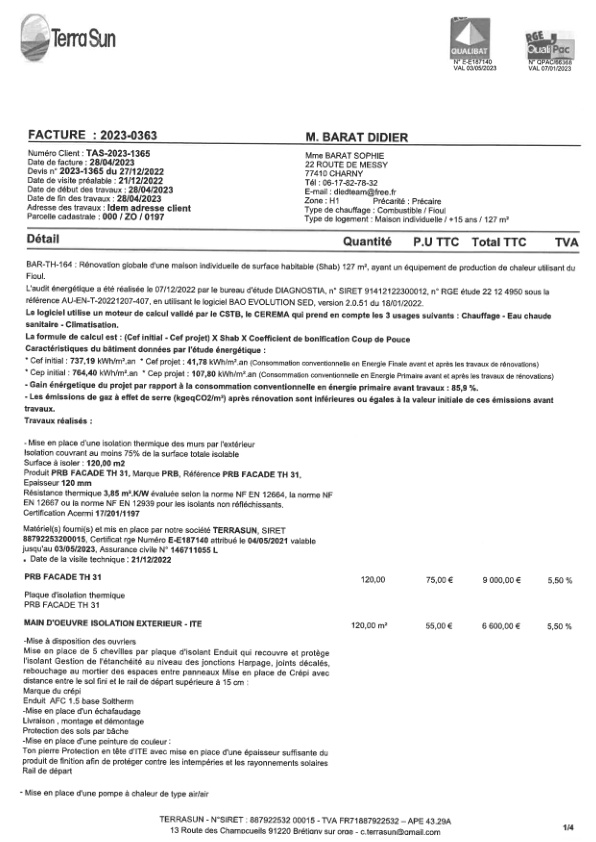 Terra Sun
RGE
QUALIBAT
N° E-E187140
VAL 03/05/2023
RGE
QualiPac
N° QPAC/66368
VAL 07/01/2023
FACTURE : 2023-0363
M. BARAT DIDIER
Numéro Client : TAS-2023-1365
Date de facture : 28/04/2023
Devis n° 2023-1365 du 27/12/2022
Date de visite préalable : 21/12/2022
Date de début des travaux : 28/04/2023
Date de fin des travaux : 28/04/2023
Adresse des travaux : Idem adresse client
Parcelle cadastrale : 000 / ZO / 0197
Mme BARAT SOPHIE
22 ROUTE DE MESSY
77410 CHARNY
Tél : 06-17-82-78-32
E-mail : diedteam@free.fr
Zone : H1 Précarité : Précaire
Type de chauffage : Combustible / Fioul
Type de logement : Maison individuelle / +15 ans / 127 m²
Détail Quantité P.U TTC Total TTC TVA
BAR-TH-164 : Rénovation globale d'une maison individuelle de surface habitable (Shab) 127 m², ayant un équipement de production de chaleur utilisant du
Fioul.
L'audit énergétique a été réalisée le 07/12/2022 par le bureau d'étude DIAGNOSTIA, n° SIRET 91412122300012, n° RGE étude 22 12 4950 sous la
référence AU-EN-T-20221207-407, en utilisant le logiciel BAO EVOLUTION SED, version 2.0.51 du 18/01/2022.
Le logiciel utilise un moteur de calcul validé par le CSTB, le CEREMA qui prend en compte les 3 usages suivants : Chauffage - Eau chaude
sanitaire - Climatisation.
La formule de calcul est : (Cef initial - Cef projet) X Shab X Coefficient de bonification Coup de Pouce
Caractéristiques du bâtiment données par l'étude énergétique :
* Cef initial : 737,19 kWh/m².an * Cef projet : 41,78 kWh/m².an (Consommation conventionnelle en Energie Finale avant et après les travaux de rénovations)
* Cep initial : 764,40 kWh/m².an * Cep projet : 107,80 kWh/m².an (Consommation conventionnelle en Energie Primaire avant et après les travaux de rénovations)
- Gain énérgetique du projet par rapport à la consommation conventionnelle en énergie primaire avant travaux : 85,9 %.
- Les émissions de gaz à effet de serre (kgeqCO2/m²) après rénovation sont inférieures ou égales à la valeur initiale de ces émissions avant
travaux.
Travaux réalisés :
- Mise en place d'une isolation thermique des murs par l'extérieur
Isolation couvrant au moins 75% de la surface totale isolable
Surface à isoler : 120,00 m2
Produit PRB FACADE TH 31, Marque PRB, Référence PRB FACADE TH 31,
Epaisseur 120 mm
Résistance thermique 3,85 m².K/W évaluée selon la norme NF EN 12664, la norme NF
EN 12667 ou la norme NF EN 12939 pour les isolants non réfléchissants.
Certification Acermi 17/201/1197
Matériel(s) fourni(s) et mis en place par notre société TERRASUN, SIRET
88792253200015, Certificat rge Numéro E-E187140 attribué le 04/05/2021 valable
jusqu'au 03/05/2023, Assurance civile N° 146711055 L
• Date de la visite technique : 21/12/2022
PRB FACADE TH 31 120,00 75,00 € 9 000,00 € 5,50 %
Plaque d'isolation thermique
PRB FACADE TH 31
MAIN D'OEUVRE ISOLATION EXTERIEUR - ITE 120,00 m² 55,00 € 6 600,00 € 5,50 %
-Mise à disposition des ouvriers
Mise en place de 5 chevilles par plaque d'isolant Enduit qui recouvre et protège
l'isolant Gestion de l'étanchéité au niveau des jonctions Harpage, joints décalés,
rebouchage au mortier des espaces entre panneaux Mise en place de Crépi avec
distance entre le sol fini et le rail de départ supérieure à 15 cm :
Marque du crépi
Enduit AFC 1.5 base Soltherm
-Mise en place d'un échafaudage
Livraison , montage et démontage
Protection des sols par bâche
-Mise en place d'une peinture de couleur :
Ton pierre Protection en tête d'ITE avec mise en place d'une épaisseur suffisante du
produit de finition afin de protéger contre les intempéries et les rayonnements solaires
Rail de départ
- Mise en place d'une pompe à chaleur de type air/air
TERRASUN - N°SIRET : 887922532 00015 - TVA FR71887922532 – APE 43.29A
13 Route des Champcueils 91220 Brétigny sur orge - c.terrasun@gmail.com
1/4